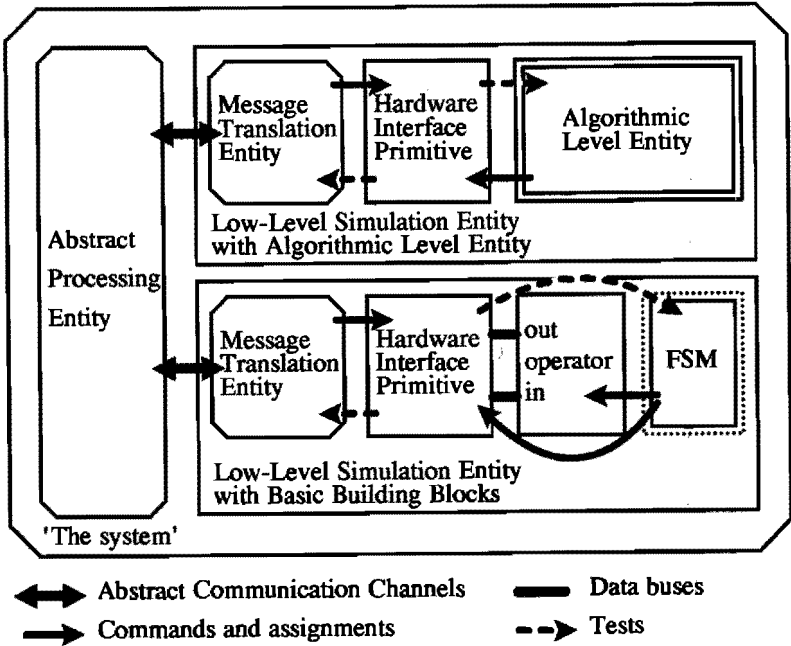 Message
Translation
Entity
Hardware
Interface
Primitive
Algorithmic
Level Entity
Low-Level Simulation Entity
with Algorithmic Level Entity
Abstract
Processing
Entity
Message
Translation
Entity
Hardware
Interface
Primitive
out
operator
in
FSM
Low-Level Simulation Entity
with Basic Building Blocks
'The system'
Abstract Communication Channels
Data buses
Commands and assignments
Tests